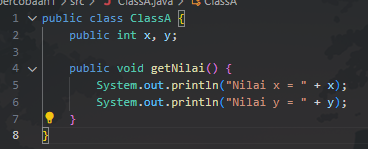 src > ClassA.java > ClassA
1 public class ClassA {
2 public int x, y;
3
4 public void getNilai() {
5 System.out.println("Nilai x = " + x);
6 System.out.println("Nilai y = " + y);
7 }
8 }